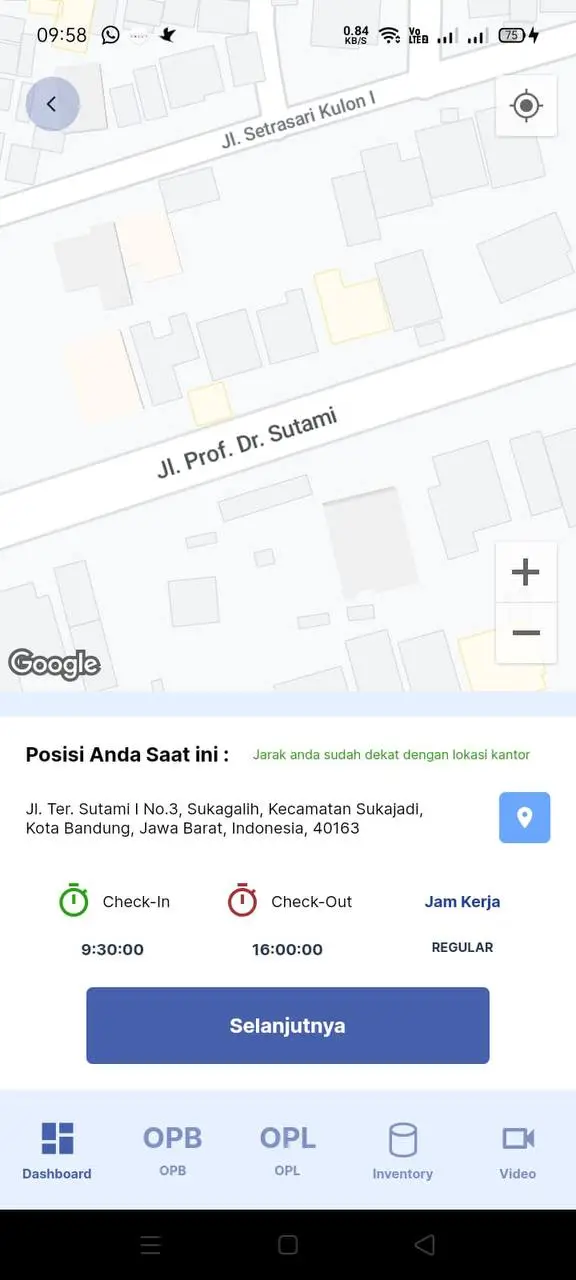 09:58
0.84 KB/S
Vo LTE
75
Jl. Setrasari Kulon I
Jl. Prof. Dr. Sutami
+
−
Google
Posisi Anda Saat ini :
Jarak anda sudah dekat dengan lokasi kantor
Jl. Ter. Sutami I No.3, Sukagalih, Kecamatan Sukajadi,
Kota Bandung, Jawa Barat, Indonesia, 40163
Check-In
Check-Out
Jam Kerja
9:30:00
16:00:00
REGULAR
Selanjutnya
OPB
OPL
Dashboard
OPB
OPL
Inventory
Video